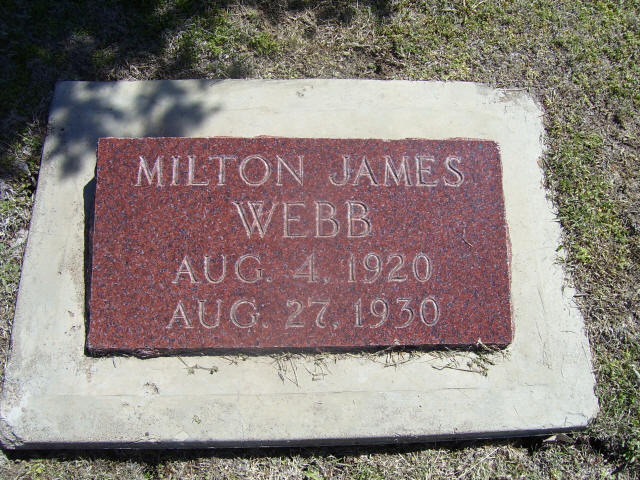 MILTON JAMES
WEBB
AUG. 4, 1920
AUG. 27, 1930